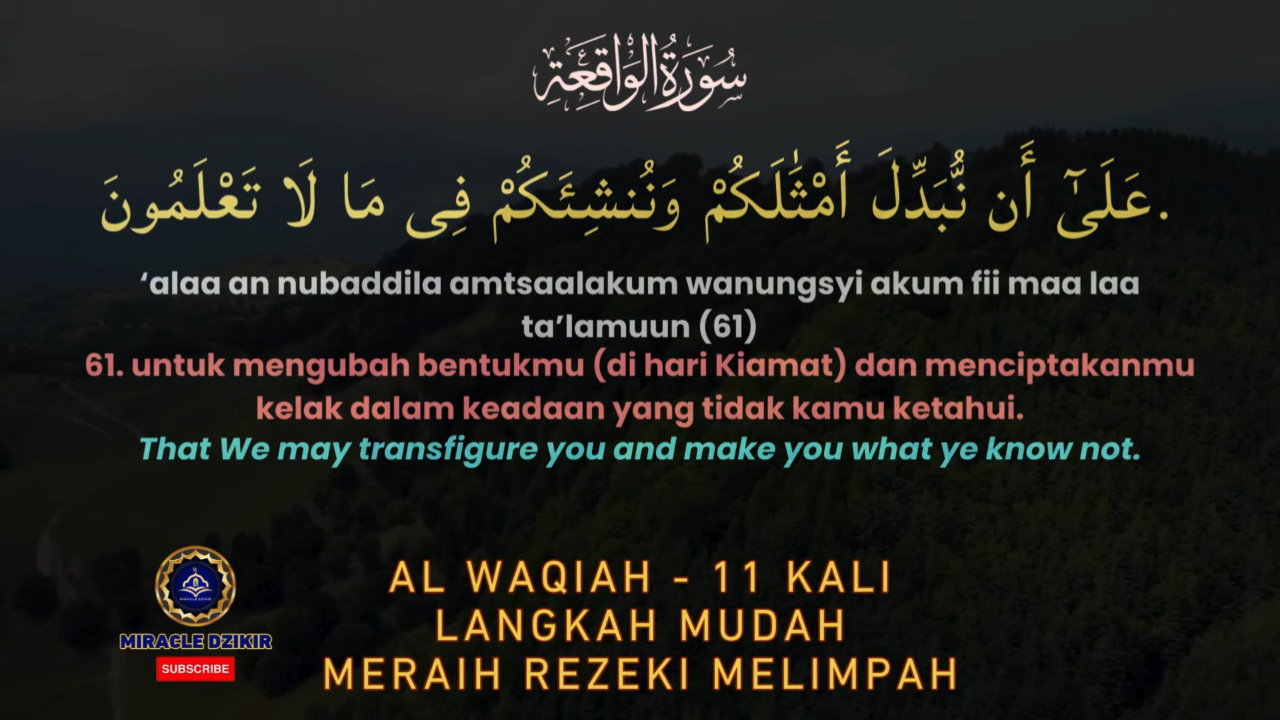 سُورَةُ الوَاقِعَةِ
عَلَىٰٓ أَن نُّبَدِّلَ أَمْثَٰلَكُمْ وَنُنشِئَكُمْ فِى مَا لَا تَعْلَمُونَ.
‘alaa an nubaddila amtsaalakum wanungsyi akum fii maa laa
ta’lamuun (61)
61. untuk mengubah bentukmu (di hari Kiamat) dan menciptakanmu
kelak dalam keadaan yang tidak kamu ketahui.
That We may transfigure you and make you what ye know not.
MIRACLE DZIKIR
MIRACLE DZIKIR
SUBSCRIBE
AL WAQIAH - 11 KALI
LANGKAH MUDAH
MERAIH REZEKI MELIMPAH